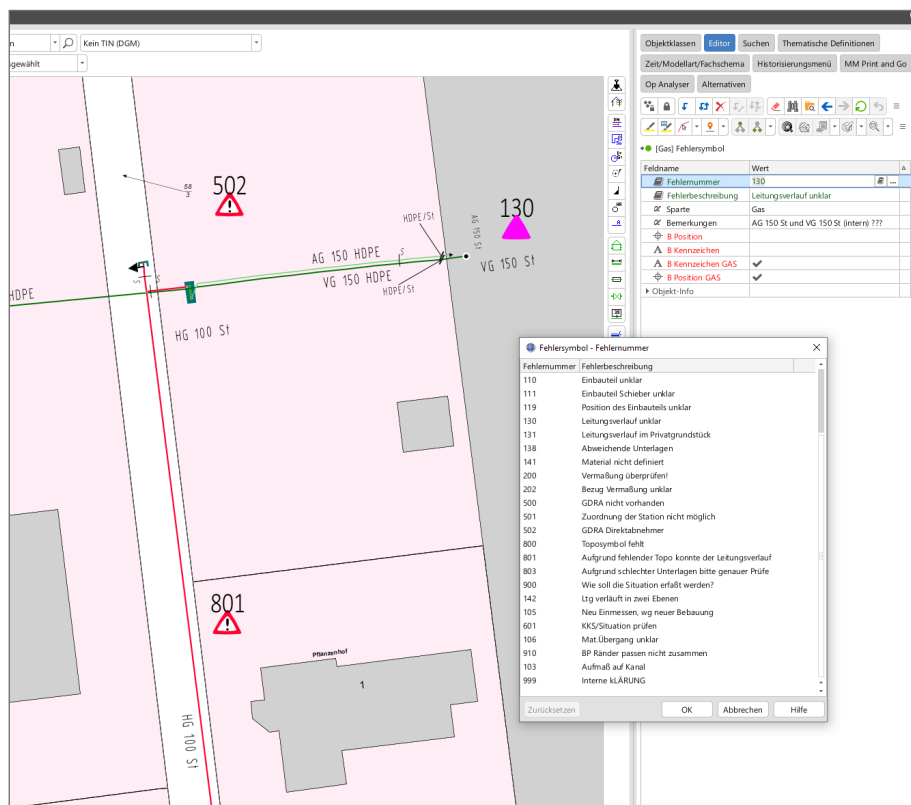 n
Kein TIN (DGM)
sgewählt
Objektklassen Editor Suchen Thematische Definitionen
Zeit/Modellart/Fachschema Historisierungsmenü MM Print and Go
Op Analyser Alternativen
[Gas] Fehlersymbol
Feldname Wert
Fehlernummer 130 ...
Fehlerbeschreibung Leitungsverlauf unklar
Sparte Gas
Bemerkungen AG 150 St und VG 150 St (intern) ???
B Position
A B Kennzeichen
A B Kennzeichen GAS
B Position GAS
Objekt-Info
58
3
502
130
HDPE/St
AG 150 St
AG 150 HDPE
S
VG 150 HDPE
VG 150 St
HDPE/St
S
S
HDPE
HG 100 St
801
Pflanzenhof
1
HG 100 St
Fehlersymbol - Fehlernummer
Fehlernummer Fehlerbeschreibung
110 Einbauteil unklar
111 Einbauteil Schieber unklar
119 Position des Einbauteils unklar
130 Leitungsverlauf unklar
131 Leitungsverlauf im Privatgrundstück
138 Abweichende Unterlagen
141 Material nicht definiert
200 Vermaßung überprüfen!
202 Bezug Vermaßung unklar
500 GDRA nicht vorhanden
501 Zuordnung der Station nicht möglich
502 GDRA Direktabnehmer
800 Toposymbol fehlt
801 Aufgrund fehlender Topo konnte der Leitungsverlauf
803 Aufgrund schlechter Unterlagen bitte genauer Prüfe
900 Wie soll die Situation erfaßt werden?
142 Ltg verläuft in zwei Ebenen
105 Neu Einmessen, wg neuer Bebauung
601 KKS/Situation prüfen
106 Mat.Übergang unklar
910 BP Ränder passen nicht zusammen
103 Aufmaß auf Kanal
999 Interne kLÄRUNG
Zurücksetzen OK Abbrechen Hilfe